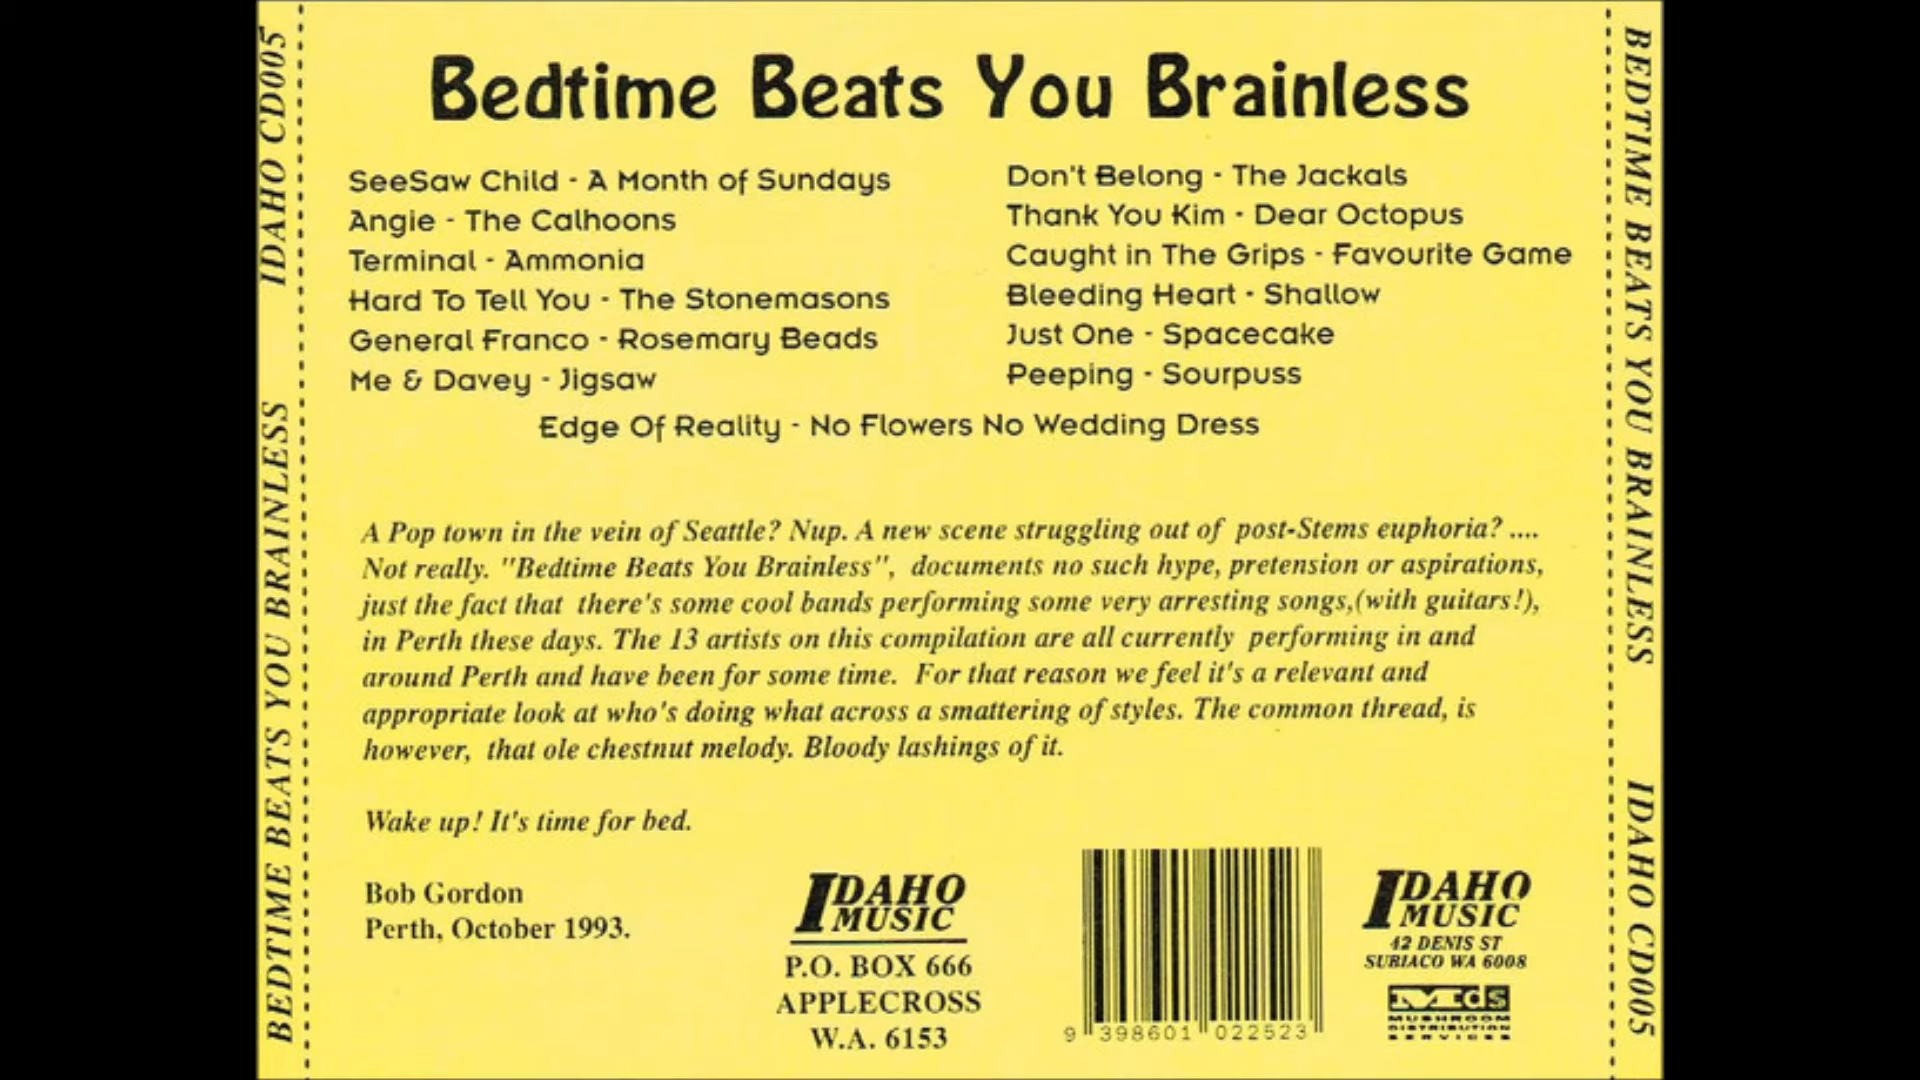 Bedtime Beats You Brainless
SeeSaw Child - A Month of Sundays
Angie - The Calhoons
Terminal - Ammonia
Hard To Tell You - The Stonemasons
General Franco - Rosemary Beads
Me & Davey - Jigsaw
Don't Belong - The Jackals
Thank You Kim - Dear Octopus
Caught in The Grips - Favourite Game
Bleeding Heart - Shallow
Just One - Spacecake
Peeping - Sourpuss
Edge Of Reality - No Flowers No Wedding Dress
A Pop town in the vein of Seattle? Nup. A new scene struggling out of post-Stems euphoria? ....
Not really. "Bedtime Beats You Brainless", documents no such hype, pretension or aspirations,
just the fact that there's some cool bands performing some very arresting songs,(with guitars!),
in Perth these days. The 13 artists on this compilation are all currently performing in and
around Perth and have been for some time. For that reason we feel it's a relevant and
appropriate look at who's doing what across a smattering of styles. The common thread, is
however, that ole chestnut melody. Bloody lashings of it.
Wake up! It's time for bed.
Bob Gordon
Perth, October 1993.
IDAHO
MUSIC
P.O. BOX 666
APPLECROSS
W.A. 6153
9 398601 022523
IDAHO
MUSIC
42 DENIS ST
SUBIACO WA 6008
MDS
MUSHROOM
DISTRIBUTION
SERVICES
BEDTIME BEATS YOU BRAINLESS IDAHO CD005
BEDTIME BEATS YOU BRAINLESS IDAHO CD005